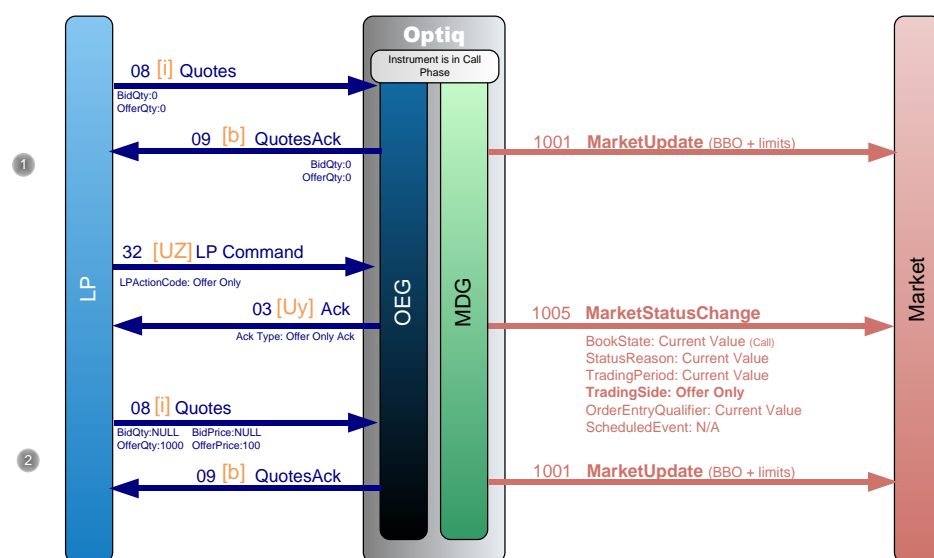 Optiq
Instrument is in Call
Phase
08 [i] Quotes
BidQty:0
OfferQty:0
09 [b] QuotesAck
BidQty:0
OfferQty:0
1001 MarketUpdate (BBO + limits)
1
32 [UZ] LP Command
LPActionCode: Offer Only
LP
OEG
MDG
Market
03 [Uy] Ack
Ack Type: Offer Only Ack
1005 MarketStatusChange
BookState: Current Value (Call)
StatusReason: Current Value
TradingPeriod: Current Value
TradingSide: Offer Only
OrderEntryQualifier: Current Value
ScheduledEvent: N/A
08 [i] Quotes
BidQty:NULL BidPrice:NULL
OfferQty:1000 OfferPrice:100
2
09 [b] QuotesAck
1001 MarketUpdate (BBO + limits)